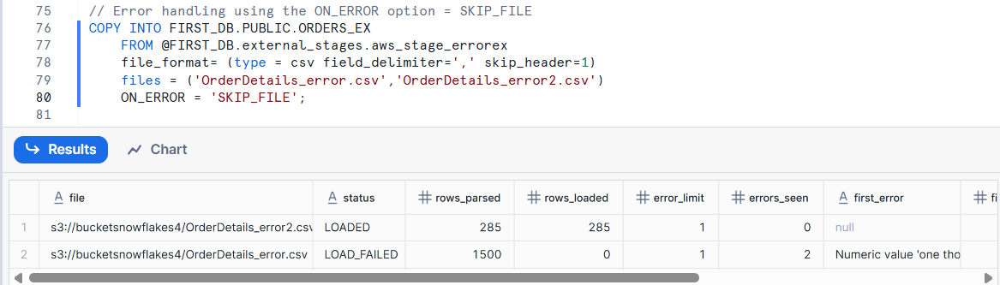 75 // Error handling using the ON_ERROR option = SKIP_FILE
76 COPY INTO FIRST_DB.PUBLIC.ORDERS_EX
77 FROM @FIRST_DB.external_stages.aws_stage_errorex
78 file_format= (type = csv field_delimiter=',' skip_header=1)
79 files = ('OrderDetails_error.csv','OrderDetails_error2.csv')
80 ON_ERROR = 'SKIP_FILE';
81
Results Chart
A file A status # rows_parsed # rows_loaded # error_limit # errors_seen A first_error # fi
1 s3://bucketsnowflakes4/OrderDetails_error2.csv LOADED 285 285 1 0 null
2 s3://bucketsnowflakes4/OrderDetails_error.csv LOAD_FAILED 1500 0 1 2 Numeric value 'one tho